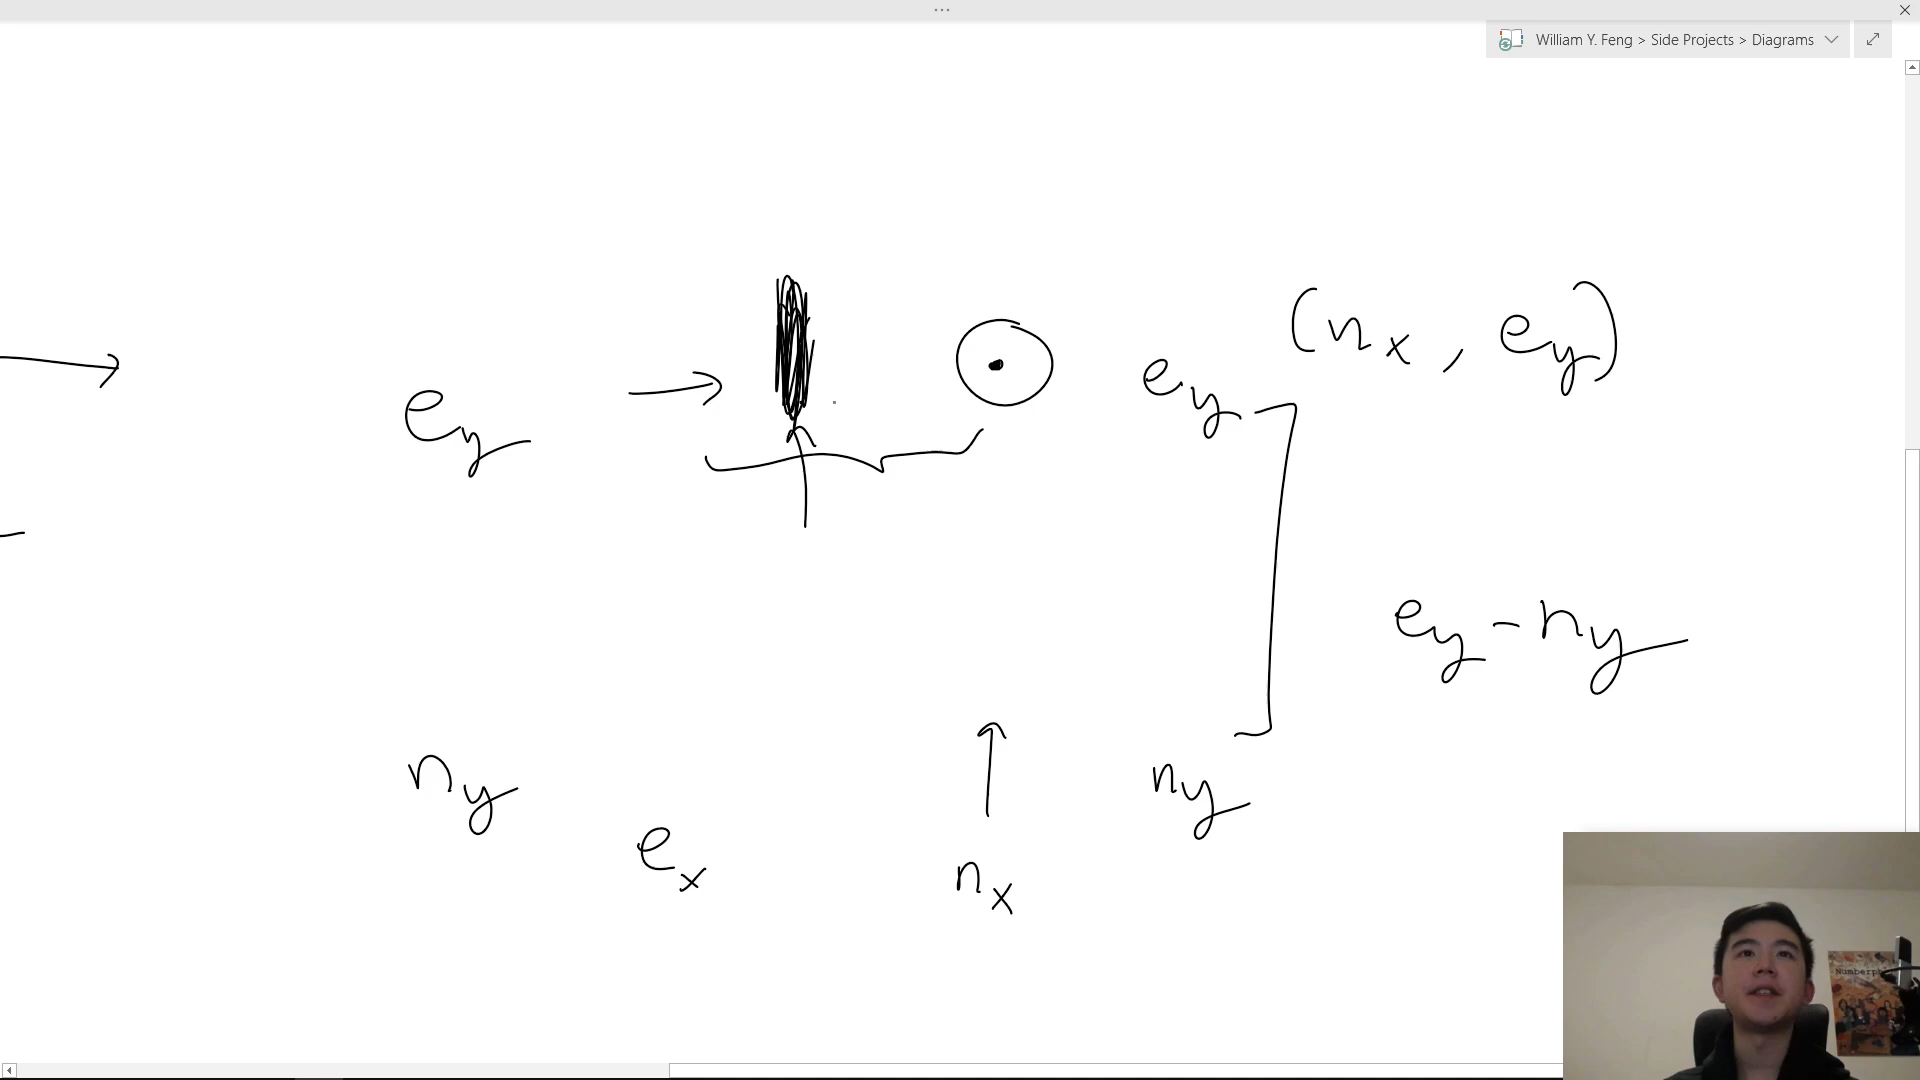 William Y. Feng > Side Projects > Diagrams
(nx, ey)
ey
ey
ey - ny
ny
ny
ex
nx